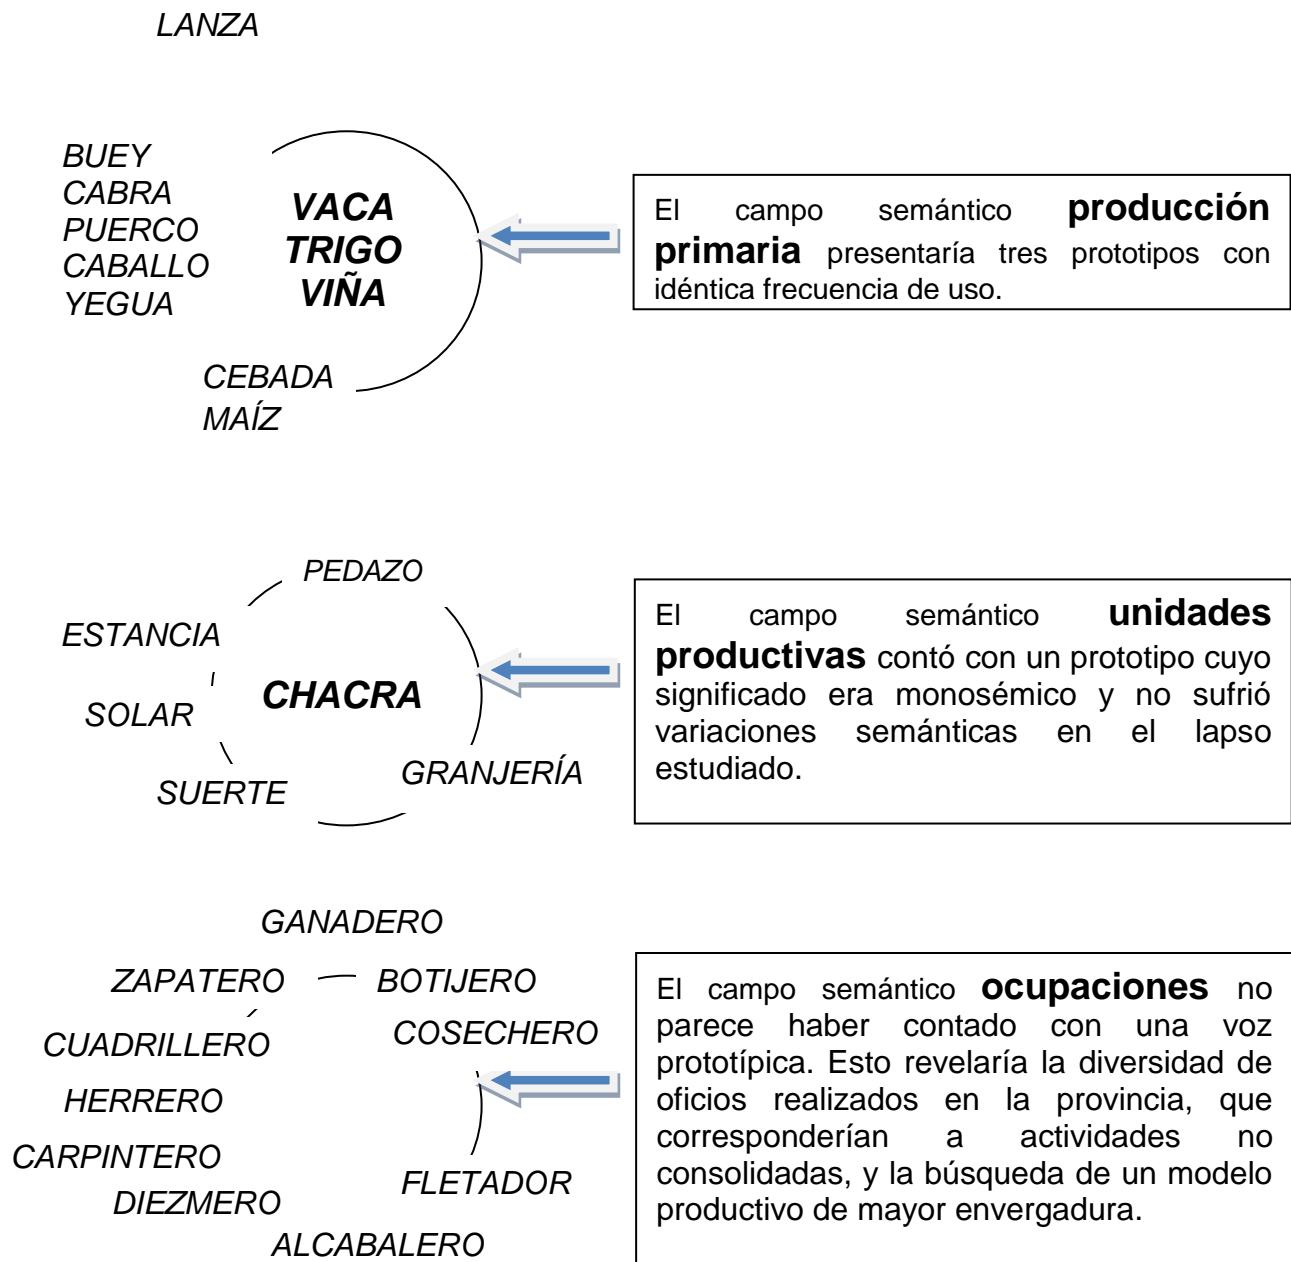 LANZA
BUEY
CABRA
PUERCO
CABALLO
YEGUA
VACA
TRIGO
VIÑA
CEBADA
MAÍZ
El campo semántico producción
primaria presentaría tres prototipos con
idéntica frecuencia de uso.
PEDAZO
ESTANCIA
SOLAR
SUERTE
CHACRA
GRANJERÍA
El campo semántico unidades
productivas contó con un prototipo cuyo
significado era monosémico y no sufrió
variaciones semánticas en el lapso
estudiado.
GANADERO
ZAPATERO
BOTIJERO
CUADRILLERO
COSECHERO
HERRERO
CARPINTERO
DIEZMERO
FLETADOR
ALCABALERO
El campo semántico ocupaciones no
parece haber contado con una voz
prototípica. Esto revelaría la diversidad de
oficios realizados en la provincia, que
corresponderían a actividades no
consolidadas, y la búsqueda de un modelo
productivo de mayor envergadura.